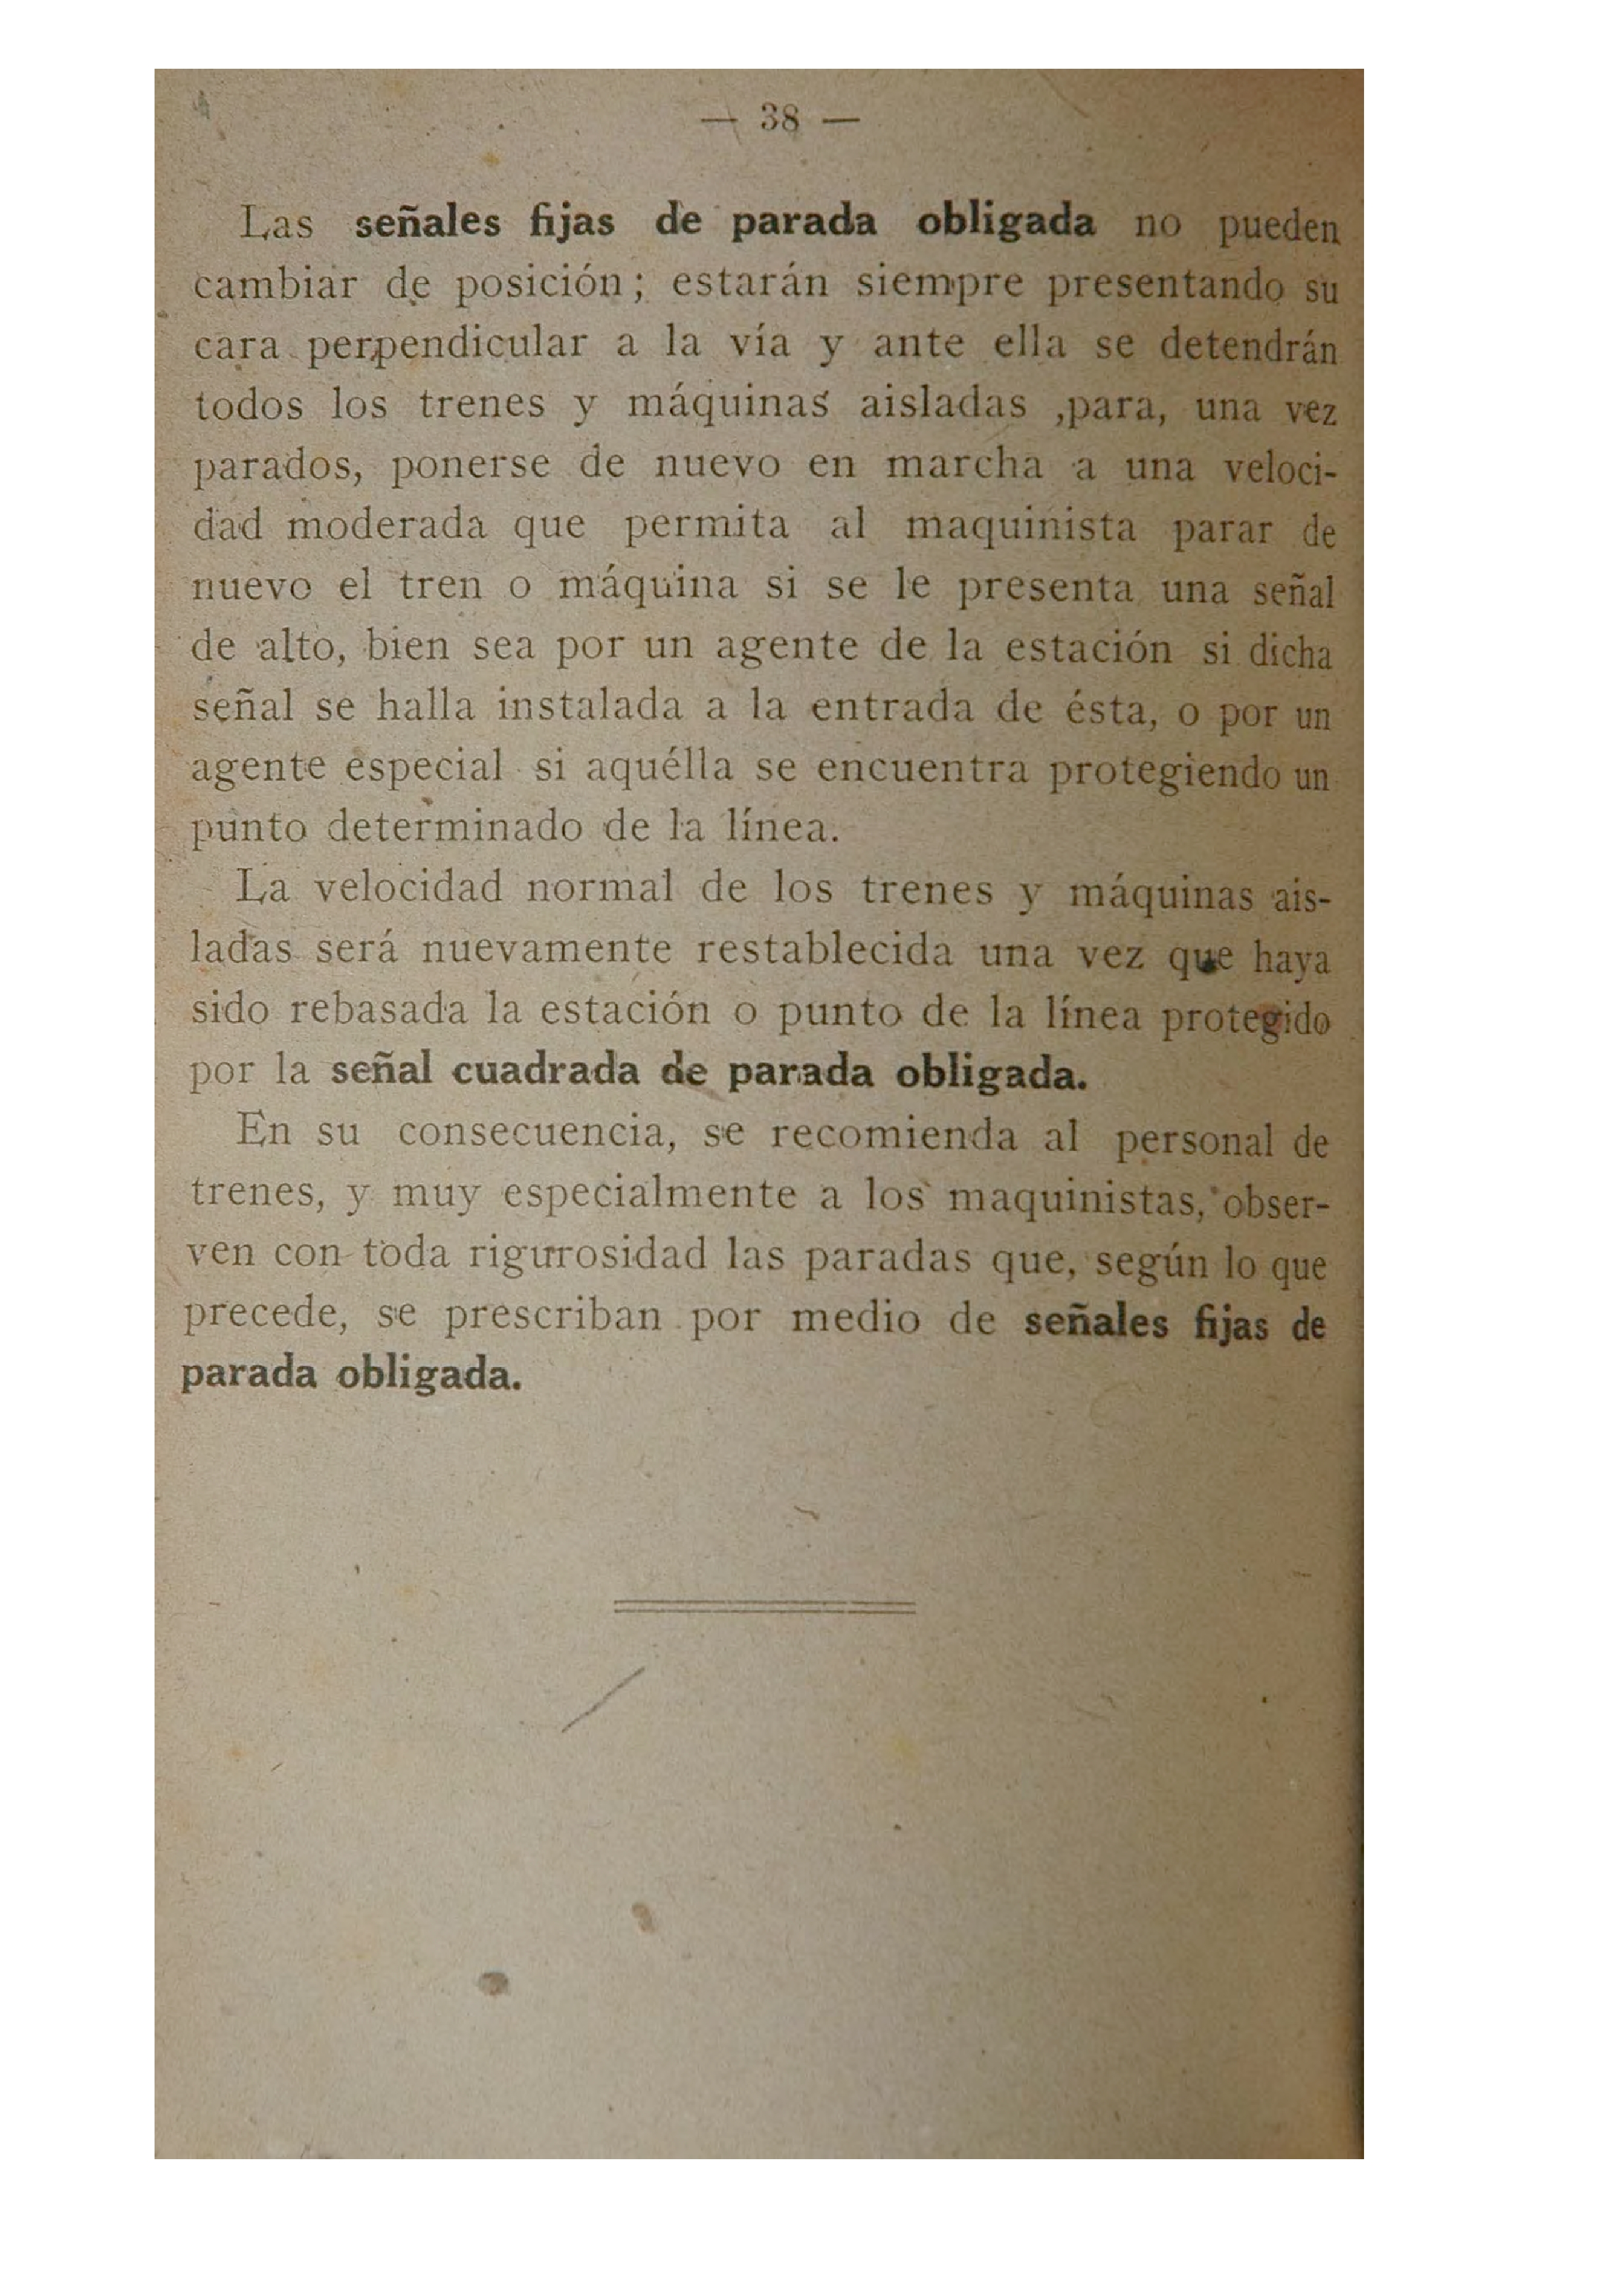 — 38 —
Las señales fijas de parada obligada no pueden
cambiar de posición; estarán siempre presentando su
cara perpendicular a la vía y ante ella se detendrán
todos los trenes y máquinas aisladas ,para, una vez
parados, ponerse de nuevo en marcha a una veloci-
dad moderada que permita al maquinista parar de
nuevo el tren o máquina si se le presenta una señal
de alto, bien sea por un agente de la estación si dicha
señal se halla instalada a la entrada de ésta, o por un
agente especial si aquélla se encuentra protegiendo un
punto determinado de la línea.
La velocidad normal de los trenes y máquinas ais-
ladas será nuevamente restablecida una vez que haya
sido rebasada la estación o punto de la línea protegido
por la señal cuadrada de parada obligada.
En su consecuencia, se recomienda al personal de
trenes, y muy especialmente a los maquinistas, obser-
ven con toda rigurosidad las paradas que, según lo que
precede, se prescriban por medio de señales fijas de
parada obligada.